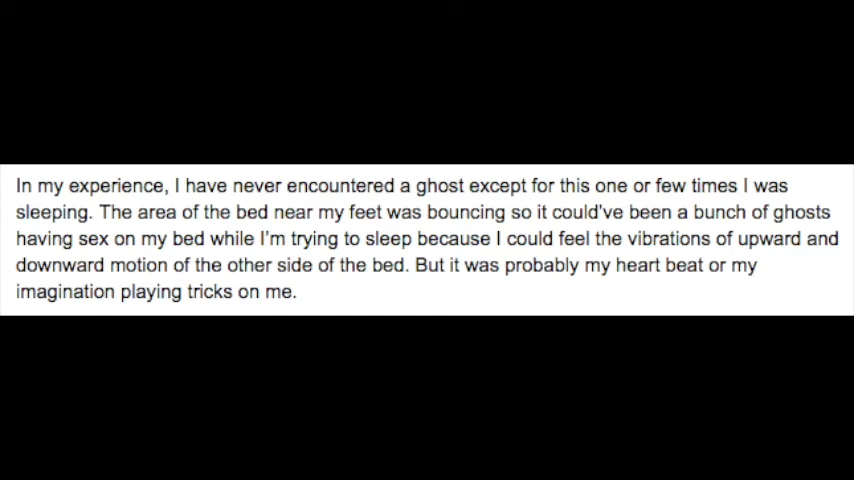 In my experience, I have never encountered a ghost except for this one or few times I was
sleeping. The area of the bed near my feet was bouncing so it could've been a bunch of ghosts
having sex on my bed while I'm trying to sleep because I could feel the vibrations of upward and
downward motion of the other side of the bed. But it was probably my heart beat or my
imagination playing tricks on me.